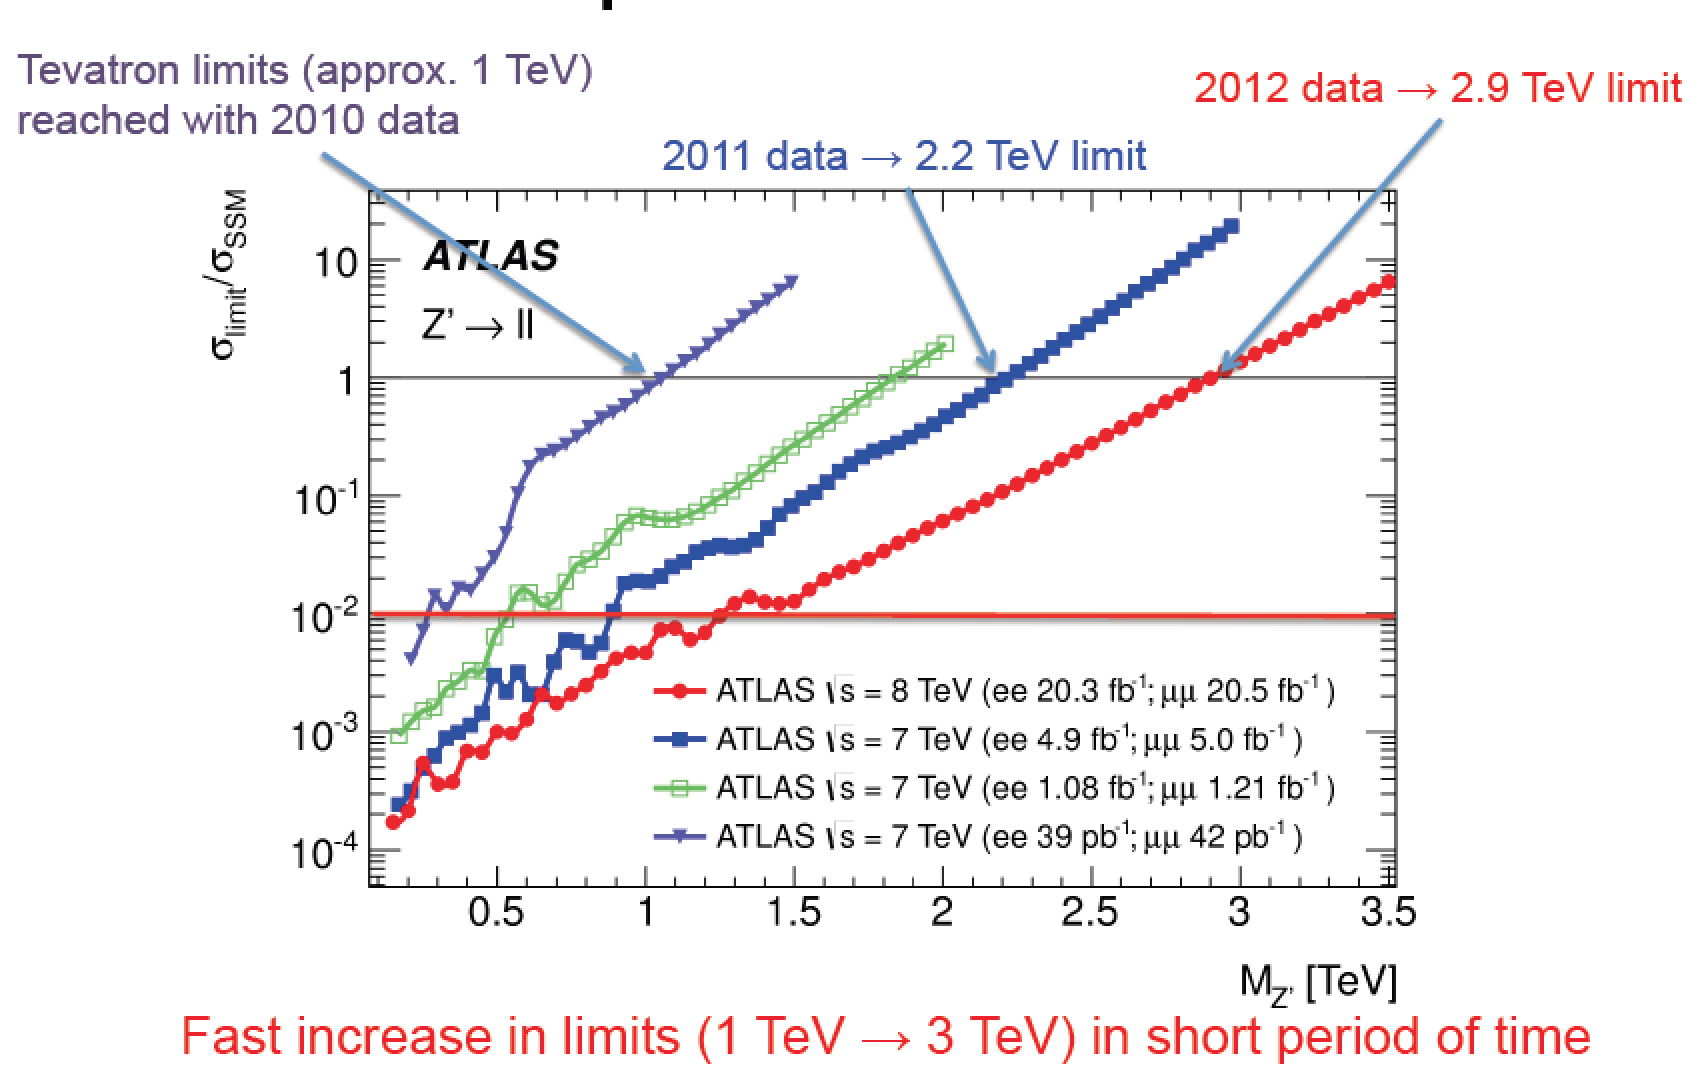 Tevatron limits (approx. 1 TeV)
reached with 2010 data
2012 data → 2.9 TeV limit
2011 data → 2.2 TeV limit
σlimit/σSSM
ATLAS
Z' → ll
10
1
10-1
10-2
10-3
10-4
ATLAS √s = 8 TeV (ee 20.3 fb-1; μμ 20.5 fb-1)
ATLAS √s = 7 TeV (ee 4.9 fb-1; μμ 5.0 fb-1)
ATLAS √s = 7 TeV (ee 1.08 fb-1; μμ 1.21 fb-1)
ATLAS √s = 7 TeV (ee 39 pb-1; μμ 42 pb-1)
0.5 1 1.5 2 2.5 3 3.5
MZ' [TeV]
Fast increase in limits (1 TeV → 3 TeV) in short period of time